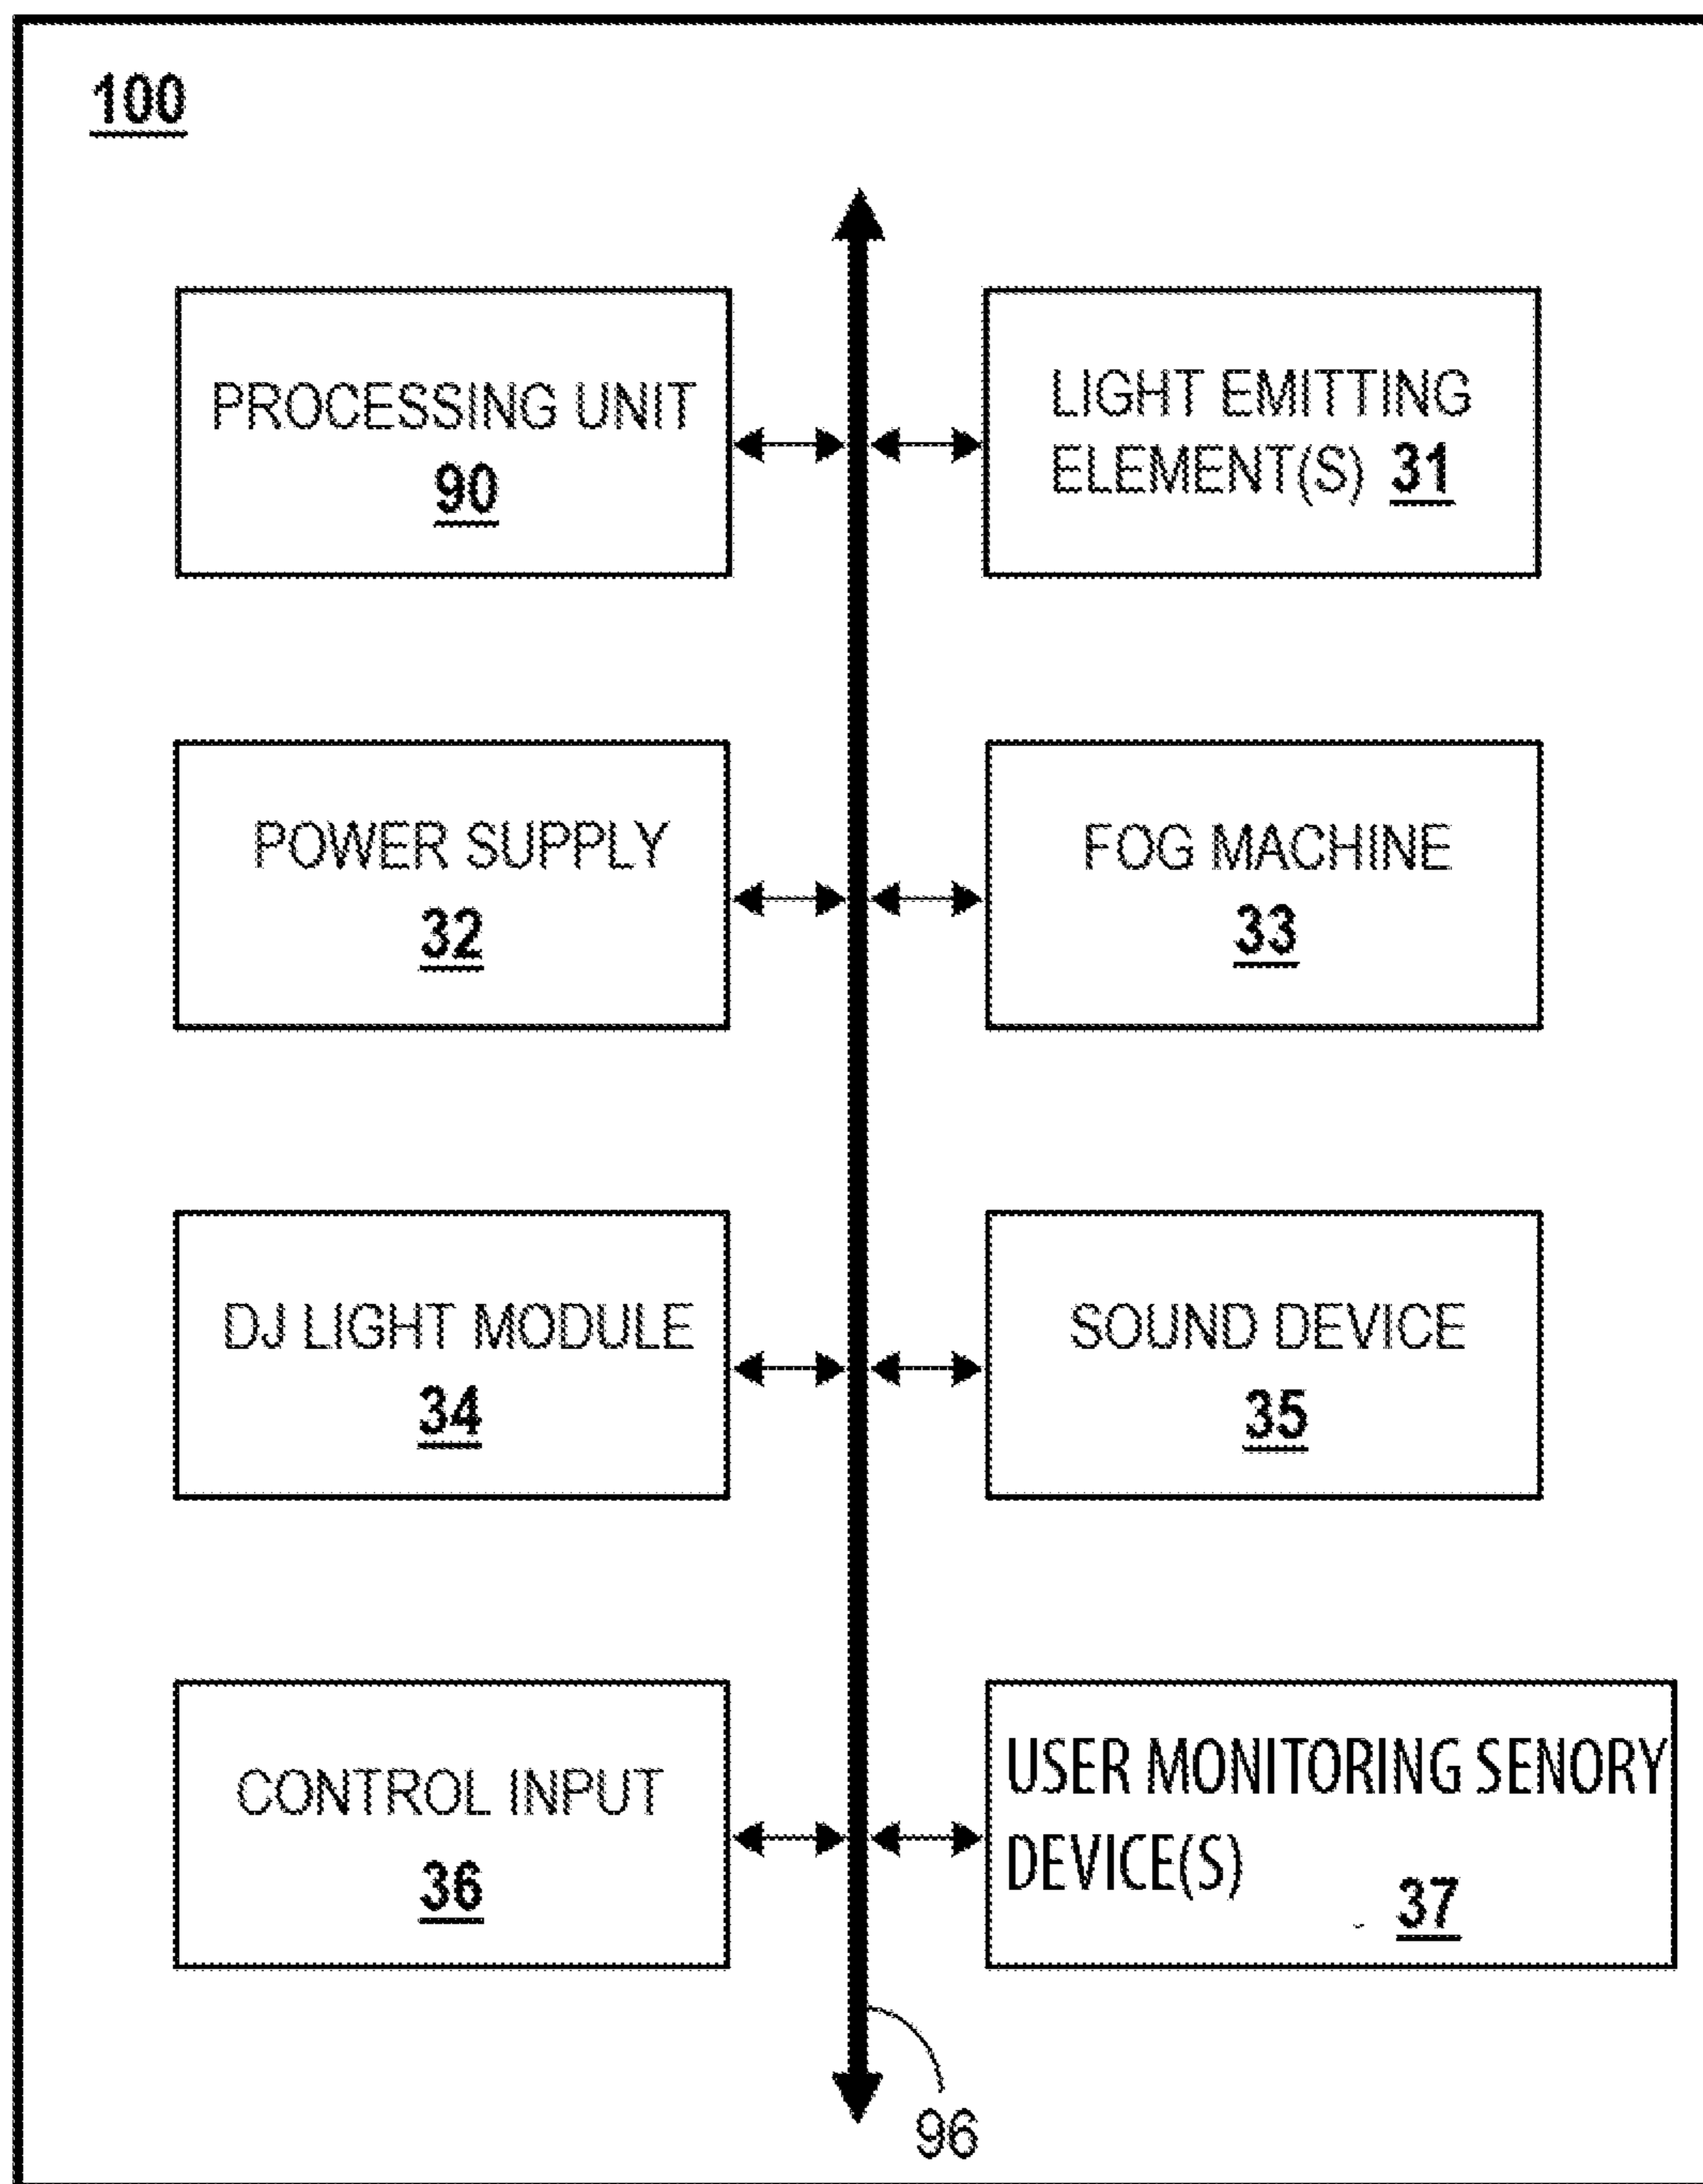 100
PROCESSING UNIT
90
LIGHT EMITTING
ELEMENT(S) 31
POWER SUPPLY
32
FOG MACHINE
33
DJ LIGHT MODULE
34
SOUND DEVICE
35
CONTROL INPUT
36
USER MONITORING SENORY
DEVICE(S)
37
96